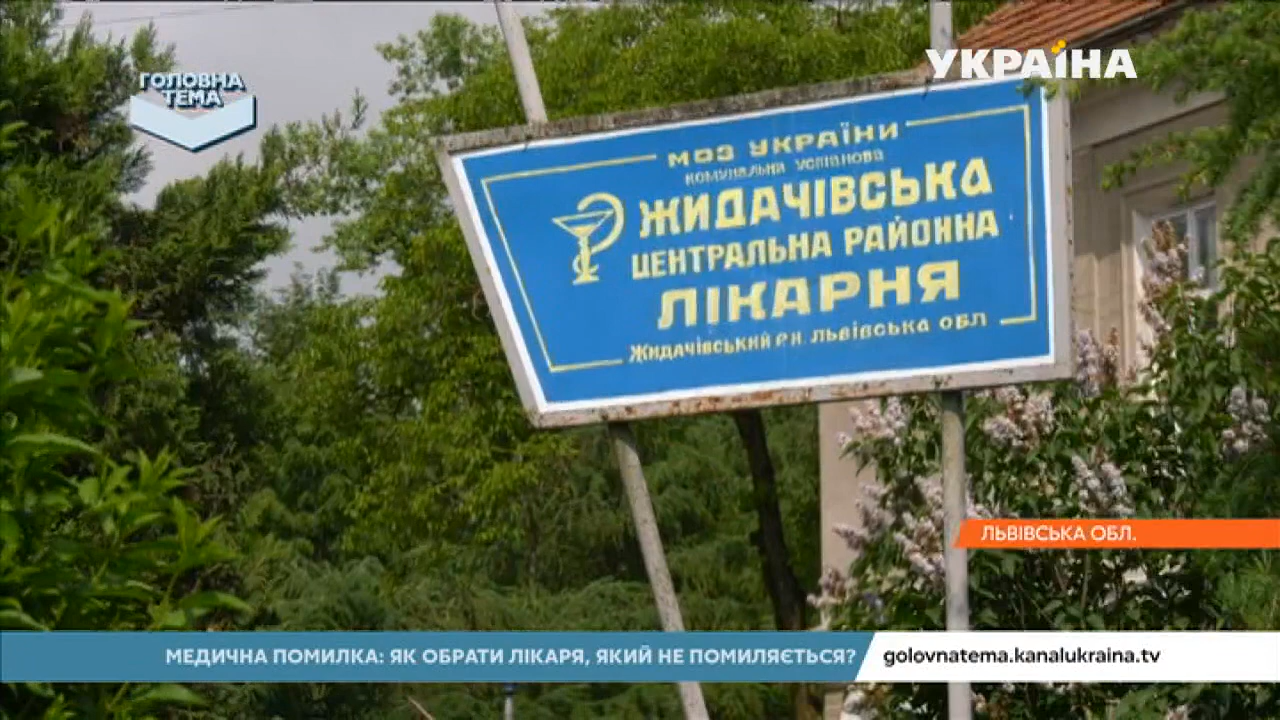 ГОЛОВНА
ТЕМА
УКРАЇНА
МОЗ УКРАЇНИ
КОМУНАЛЬНА УСТАНОВА
ЖИДАЧІВСЬКА
ЦЕНТРАЛЬНА РАЙОННА
ЛІКАРНЯ
ЖИДАЧІВСЬКИЙ Р Н. ЛЬВІВСЬКА ОБЛ
ЛЬВІВСЬКА ОБЛ.
МЕДИЧНА ПОМИЛКА: ЯК ОБРАТИ ЛІКАРЯ, ЯКИЙ НЕ ПОМИЛЯЄТЬСЯ?
golovnatema.kanalukraina.tv